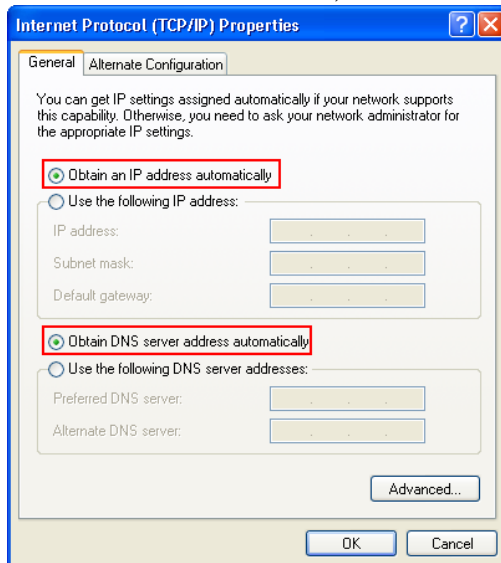 Internet Protocol (TCP/IP) Properties
General
Alternate Configuration
You can get IP settings assigned automatically if your network supports
this capability. Otherwise, you need to ask your network administrator for
the appropriate IP settings.
Obtain an IP address automatically
Use the following IP address:
IP address:
Subnet mask:
Default gateway:
Obtain DNS server address automatically
Use the following DNS server addresses:
Preferred DNS server:
Alternate DNS server:
Advanced...
OK
Cancel